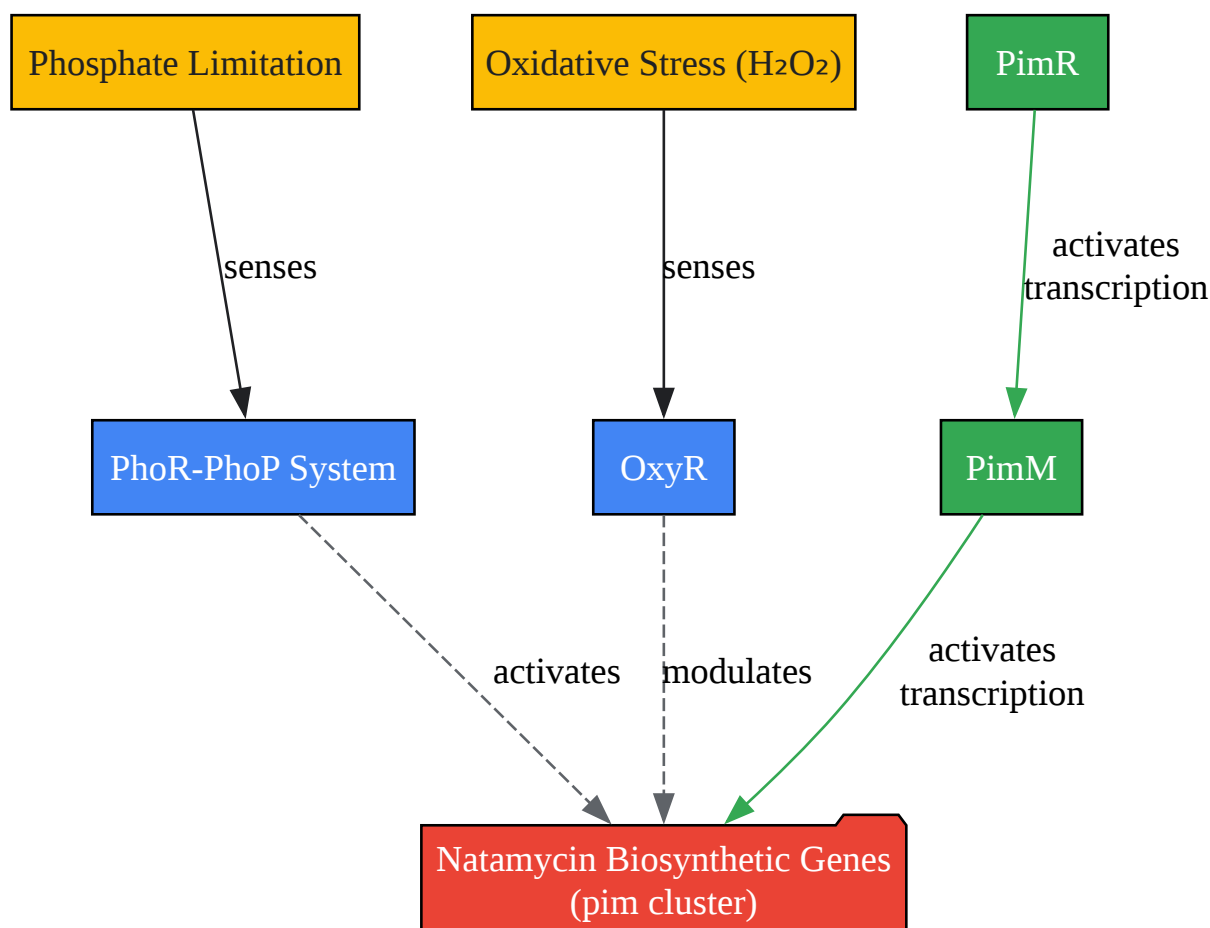 Phosphate Limitation
Oxidative Stress (H₂O₂)
PimR
senses
senses
activates
transcription
PhoR-PhoP System
OxyR
PimM
activates
modulates
activates
transcription
Natamycin Biosynthetic Genes
(pim cluster)